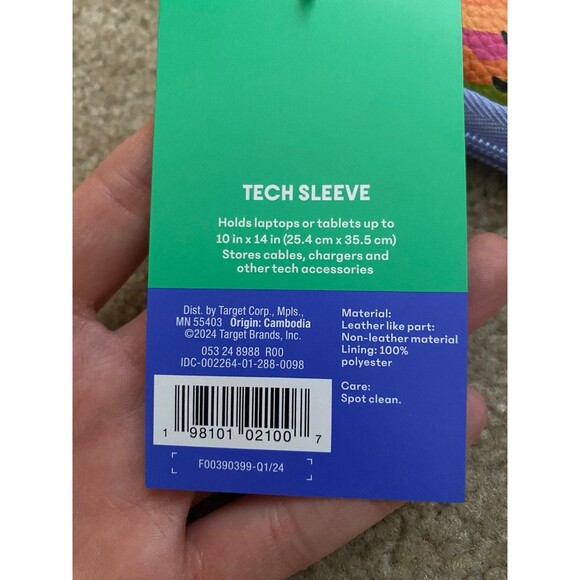 TECH SLEEVE
Holds laptops or tablets up to
10 in x 14 in (25.4 cm x 35.5 cm)
Stores cables, chargers and
other tech accessories
Dist. by Target Corp., Mpls.,
MN 55403 Origin: Cambodia
©2024 Target Brands, Inc.
053 24 8988 R00
IDC-002264-01-288-0098
1 98101 02100 7
F00390399-Q1/24
Material:
Leather like part:
Non-leather material
Lining: 100%
polyester
Care:
Spot clean.